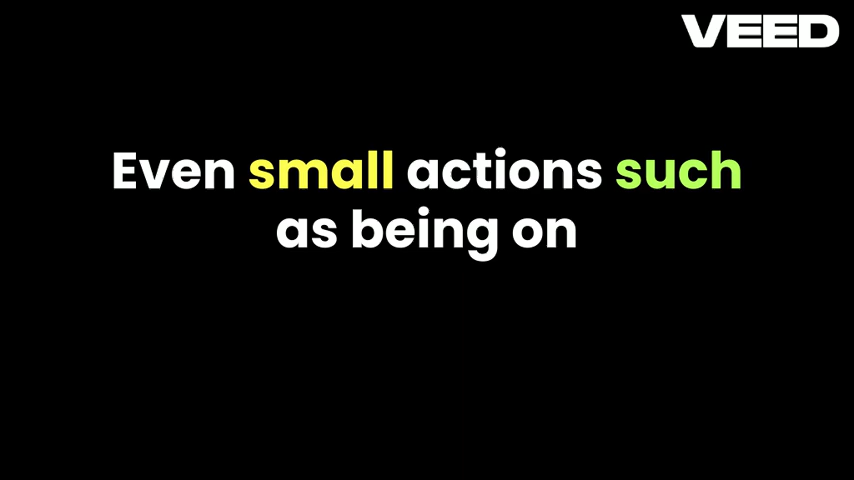 VEED
Even small actions such
as being on